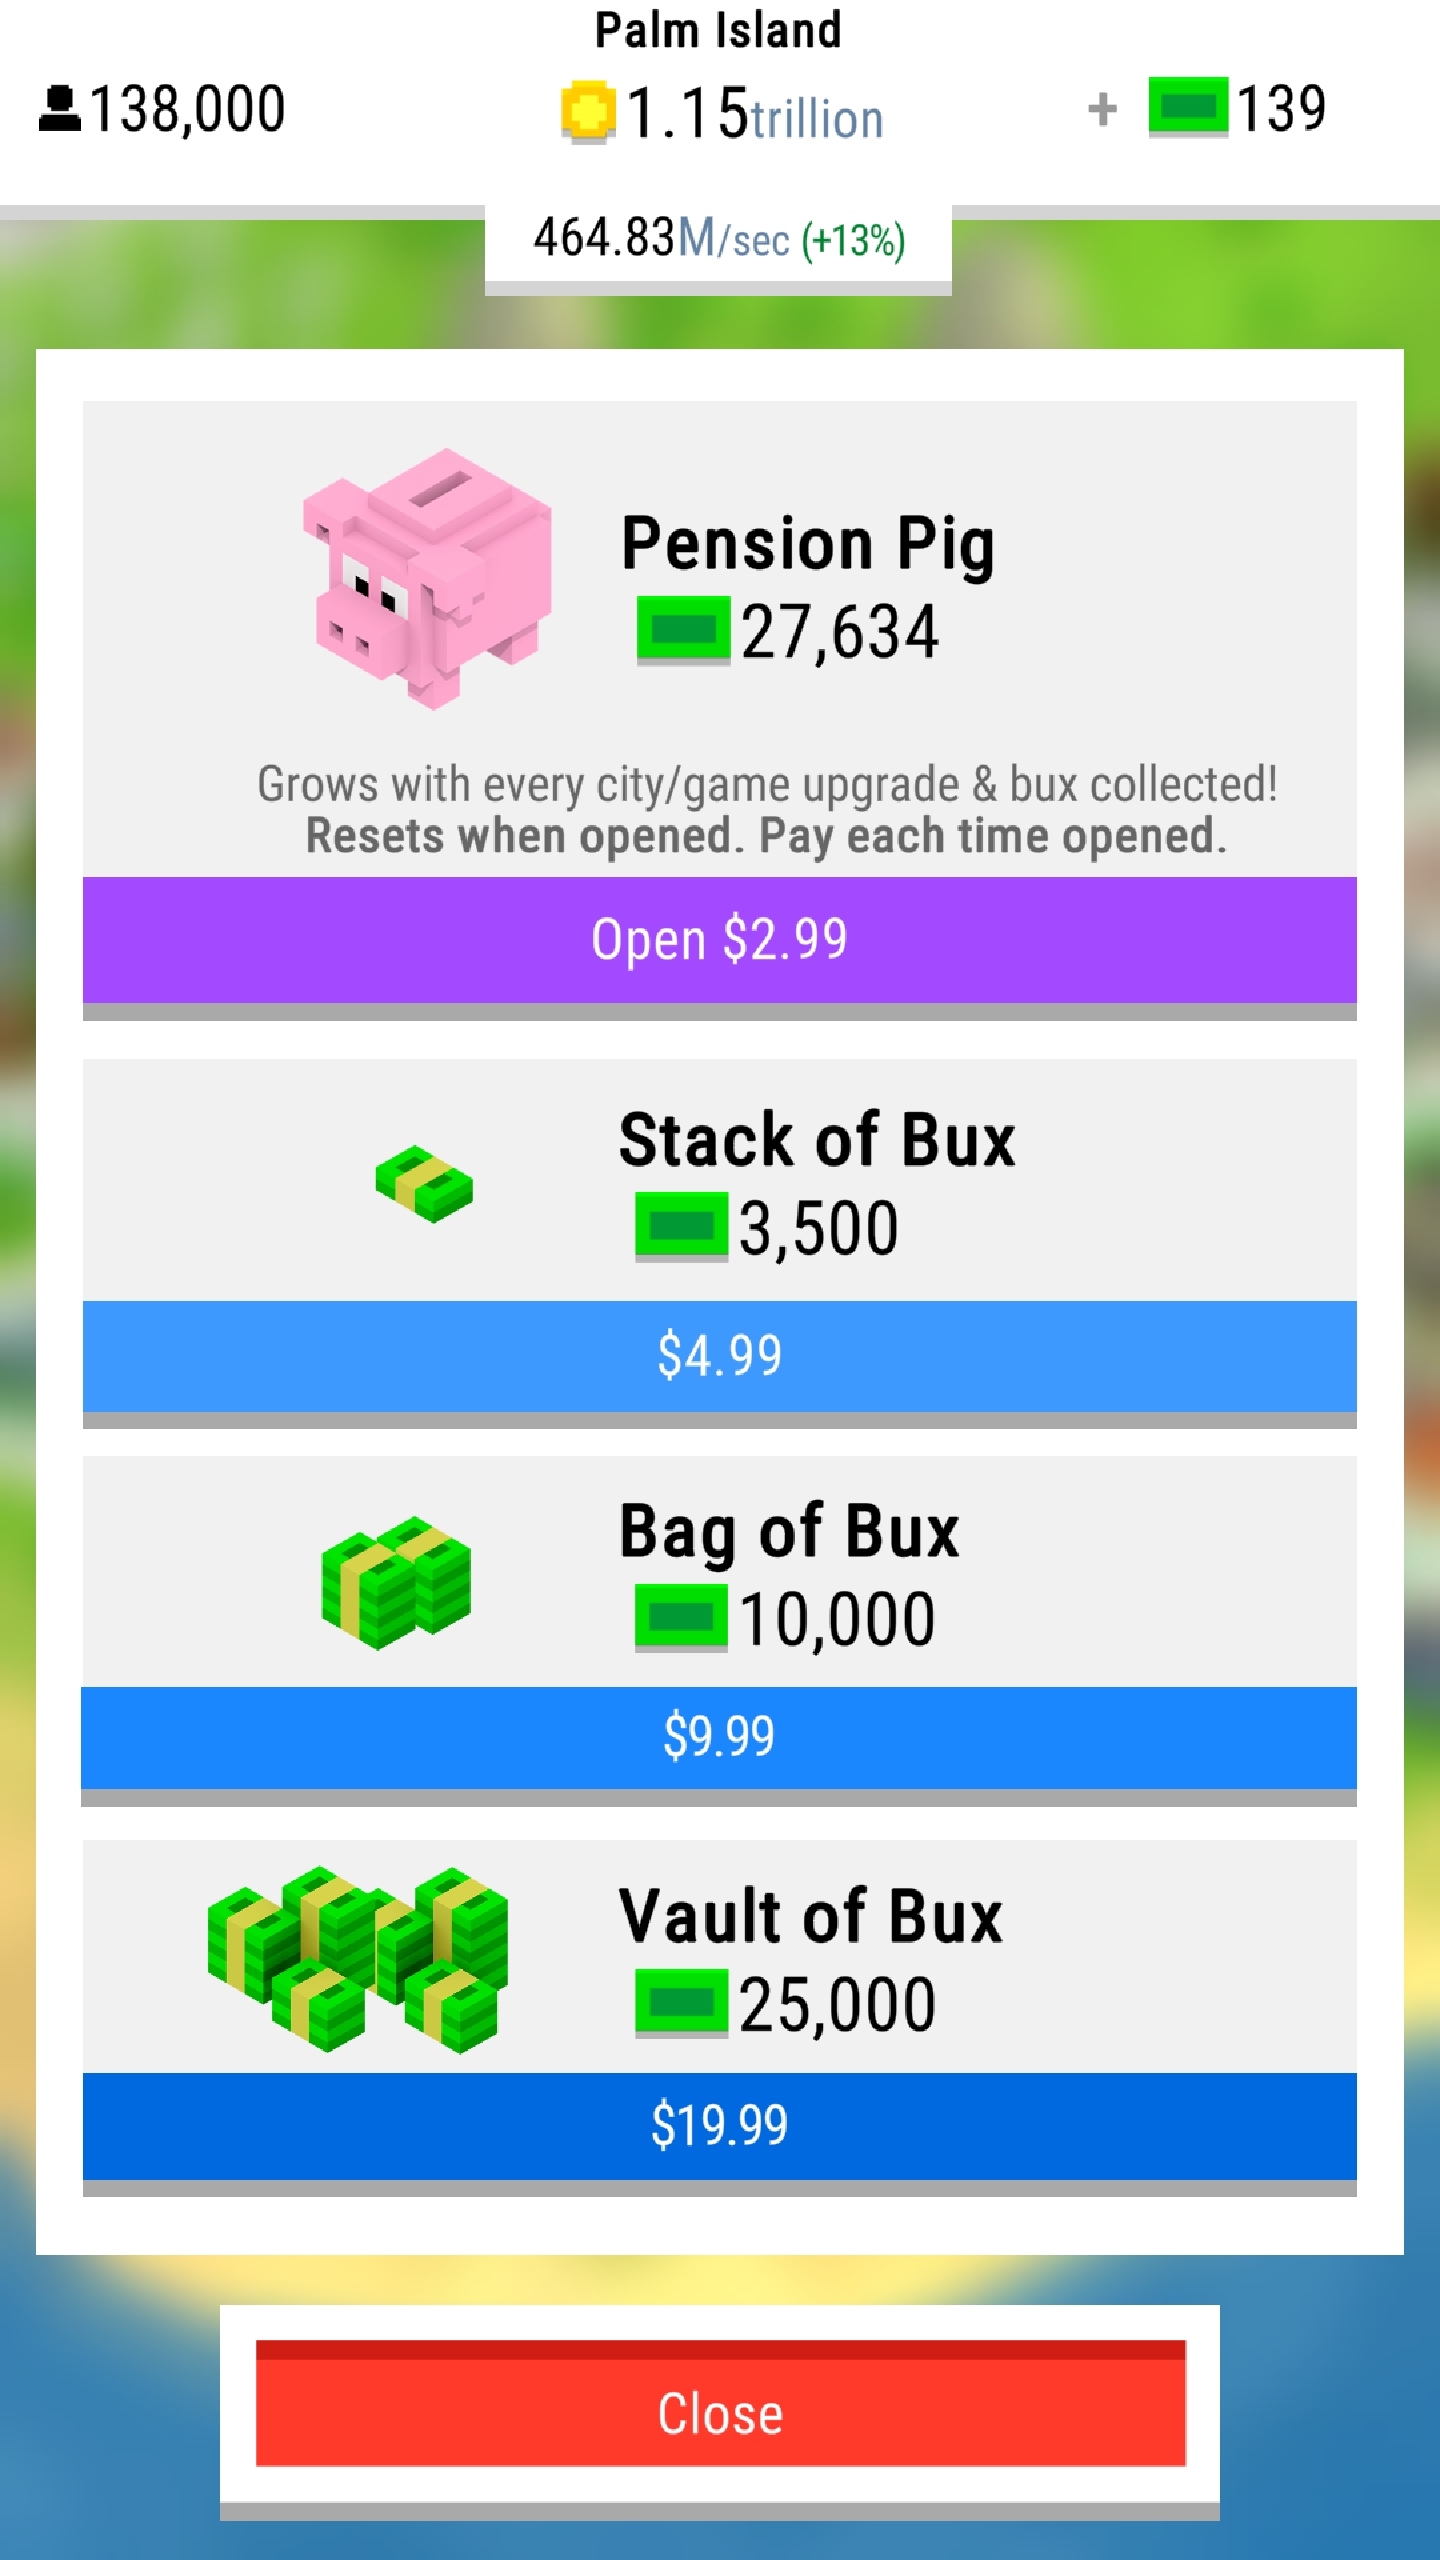 Palm Island
138,000
1.15trillion
+ 139
464.83M/sec (+13%)
Pension Pig
27,634
Grows with every city/game upgrade & bux collected!
Resets when opened. Pay each time opened.
Open $2.99
Stack of Bux
3,500
$4.99
Bag of Bux
10,000
$9.99
Vault of Bux
25,000
$19.99
Close